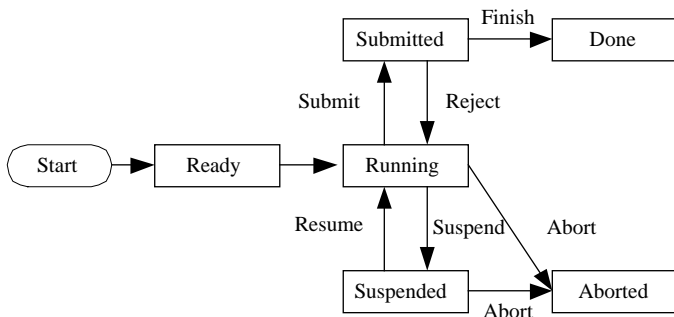 Finish
Submitted
Done
Submit
Reject
Start
Ready
Running
Resume
Suspend
Abort
Suspended
Aborted
Abort